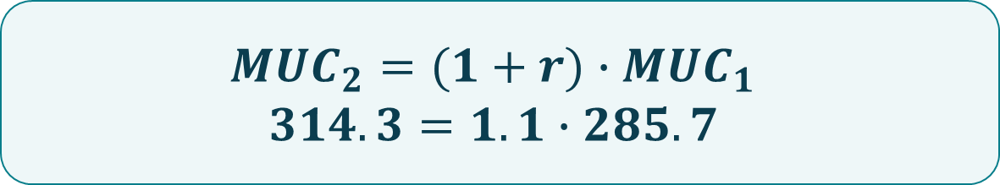 MUC₂ = (1 + r) · MUC₁
314.3 = 1.1 · 285.7